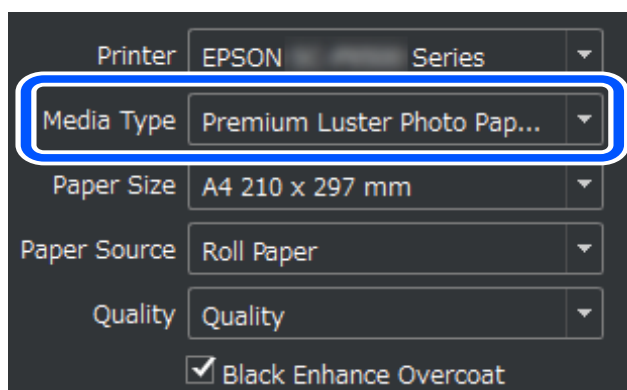 Printer EPSON Series
Media Type Premium Luster Photo Pap...
Paper Size A4 210 x 297 mm
Paper Source Roll Paper
Quality Quality
Black Enhance Overcoat